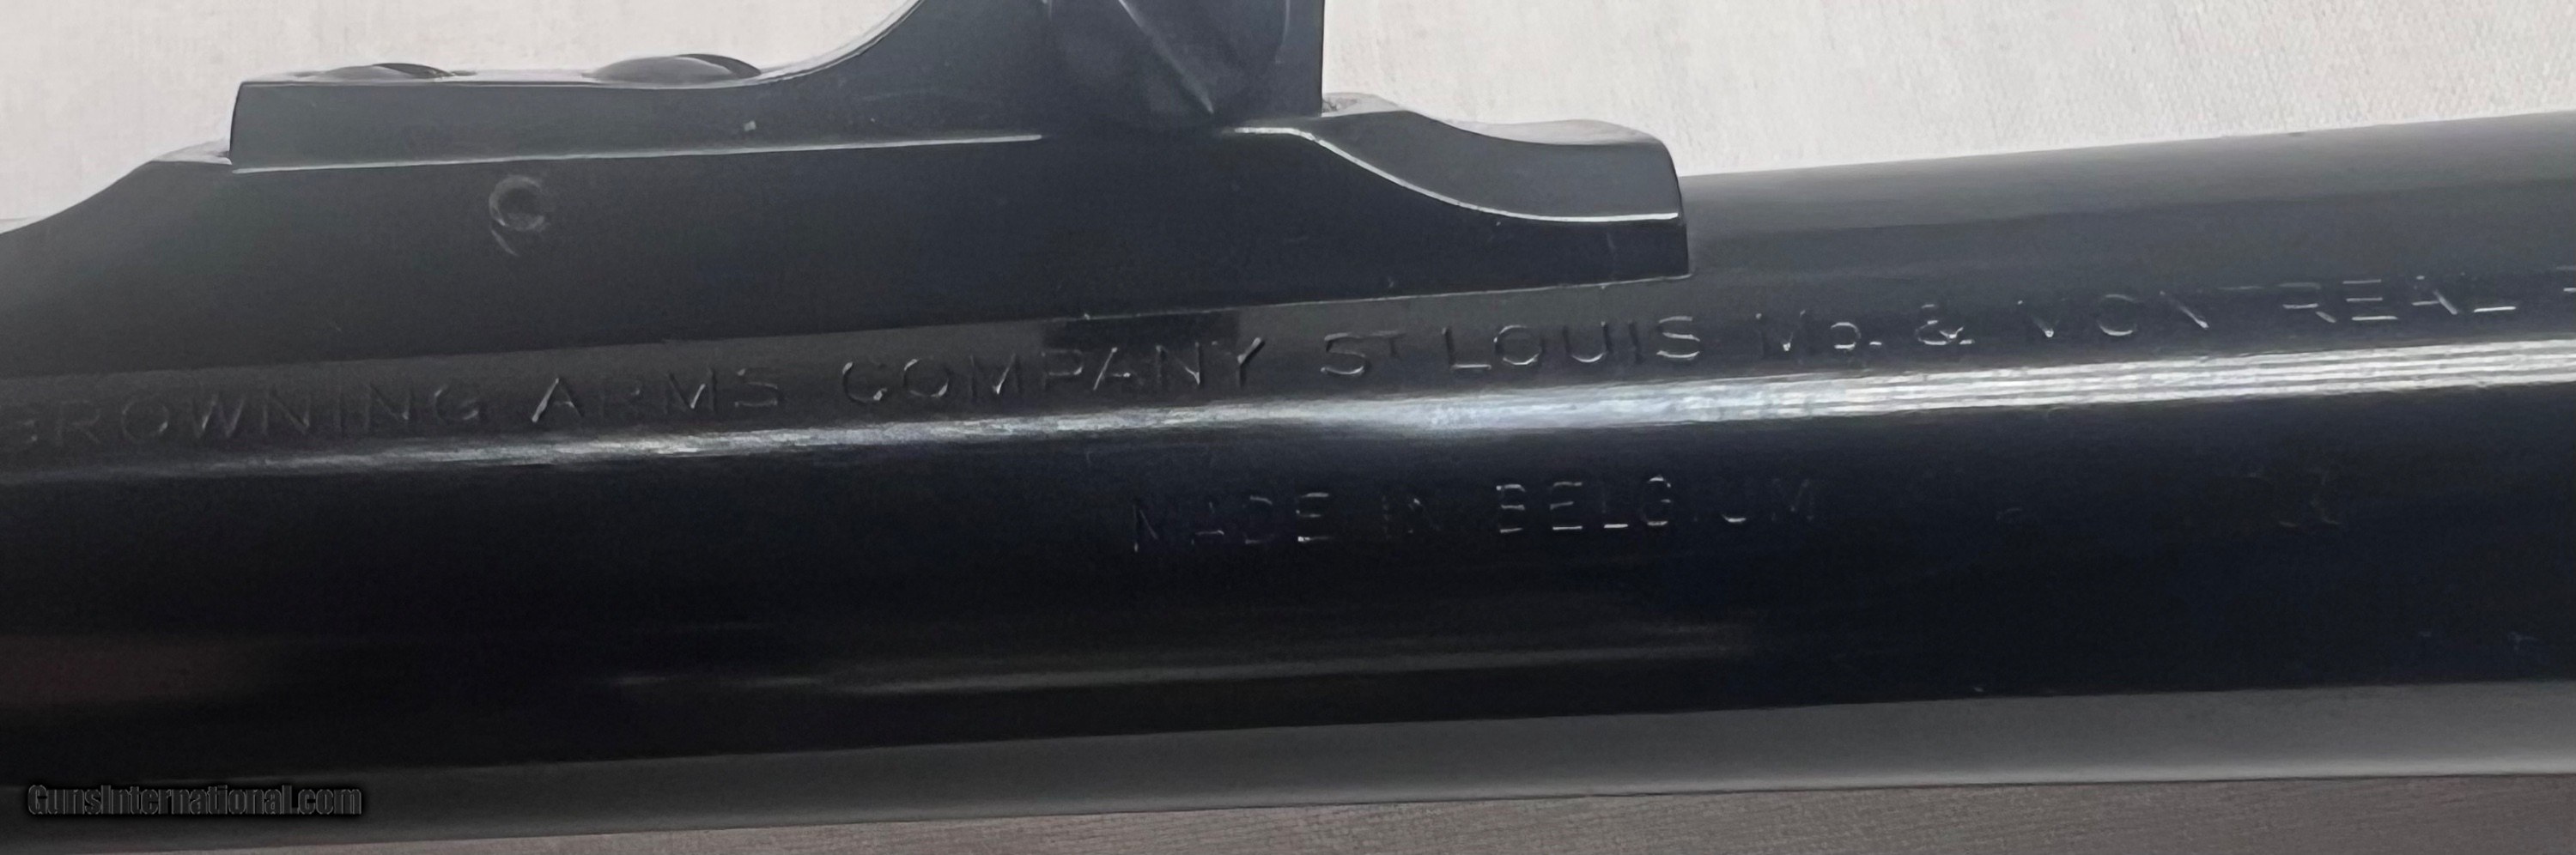 BROWNING ARMS COMPANY ST LOUIS Mo. & MONTREAL
MADE IN BELGIUM
GunsInternational.com